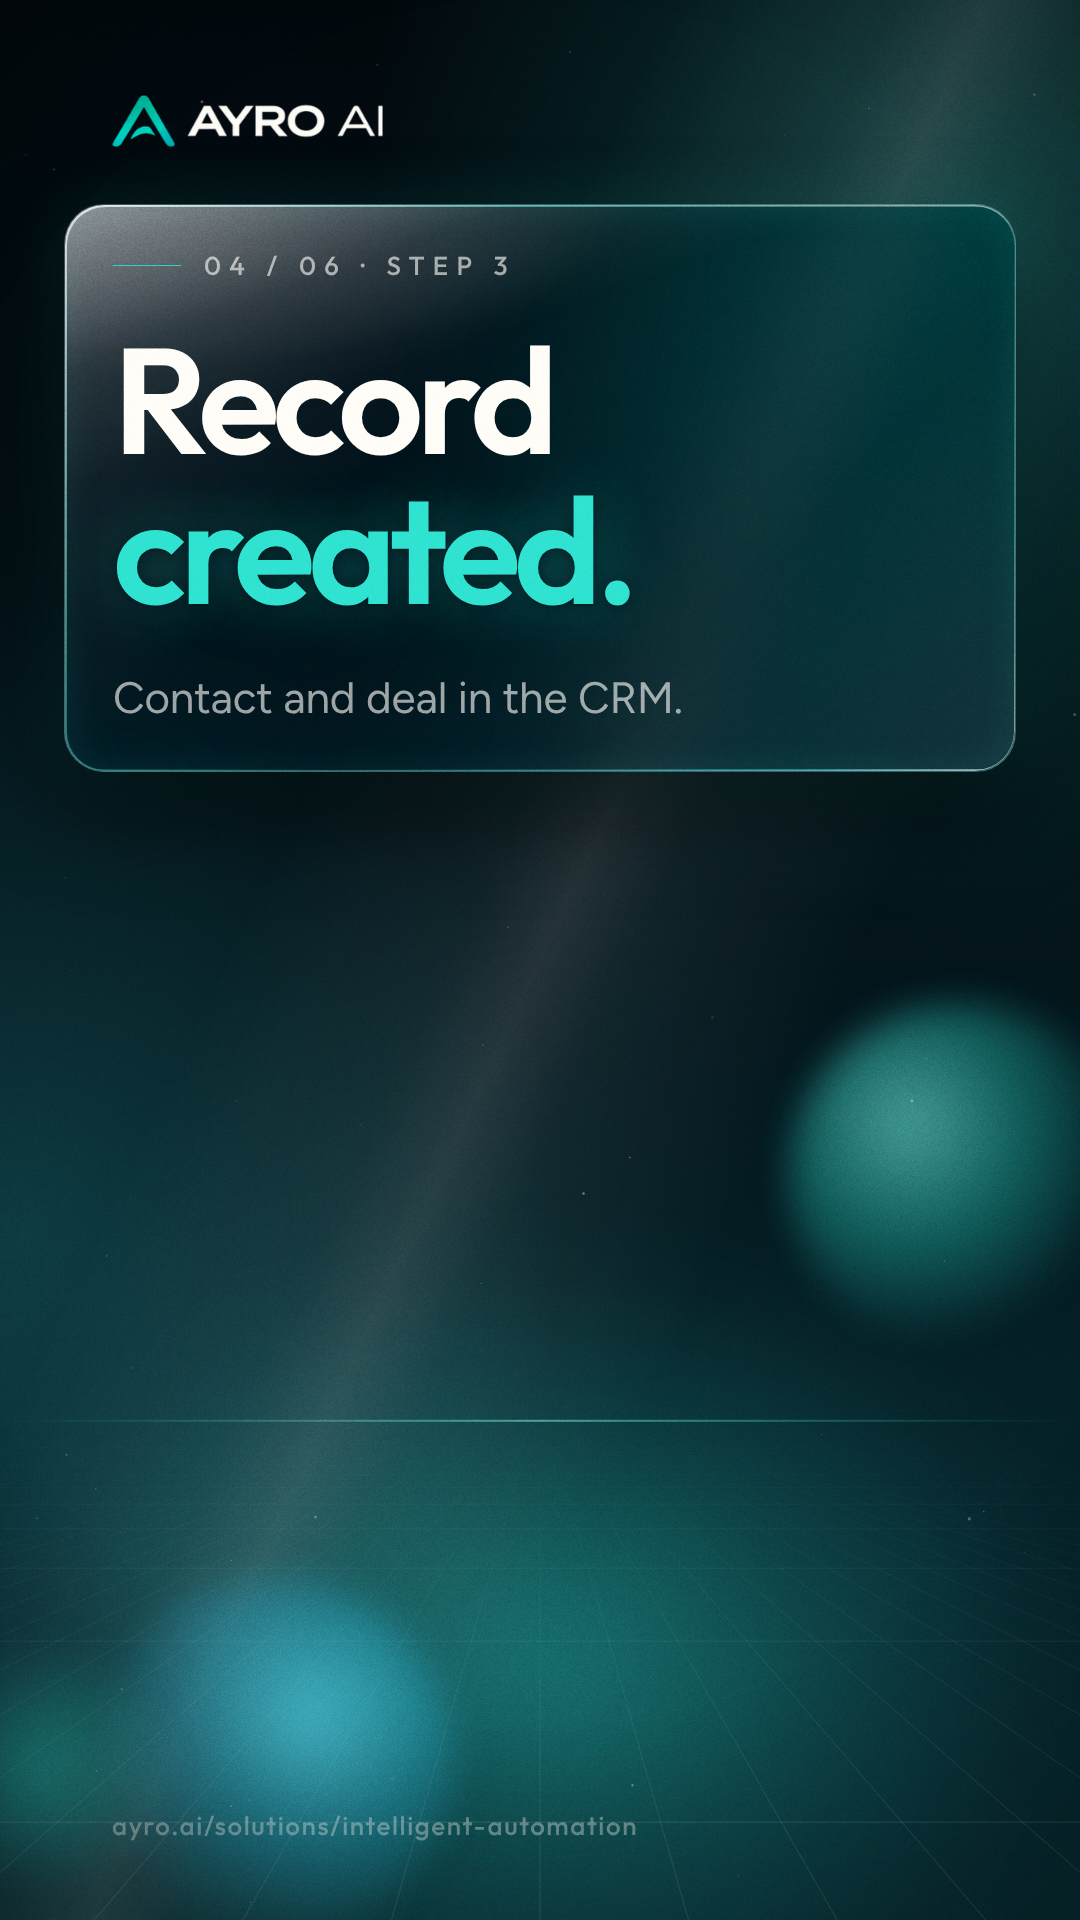 AYRO AI
04 / 06 · STEP 3
Record
created.
Contact and deal in the CRM.
ayro.ai/solutions/intelligent-automation